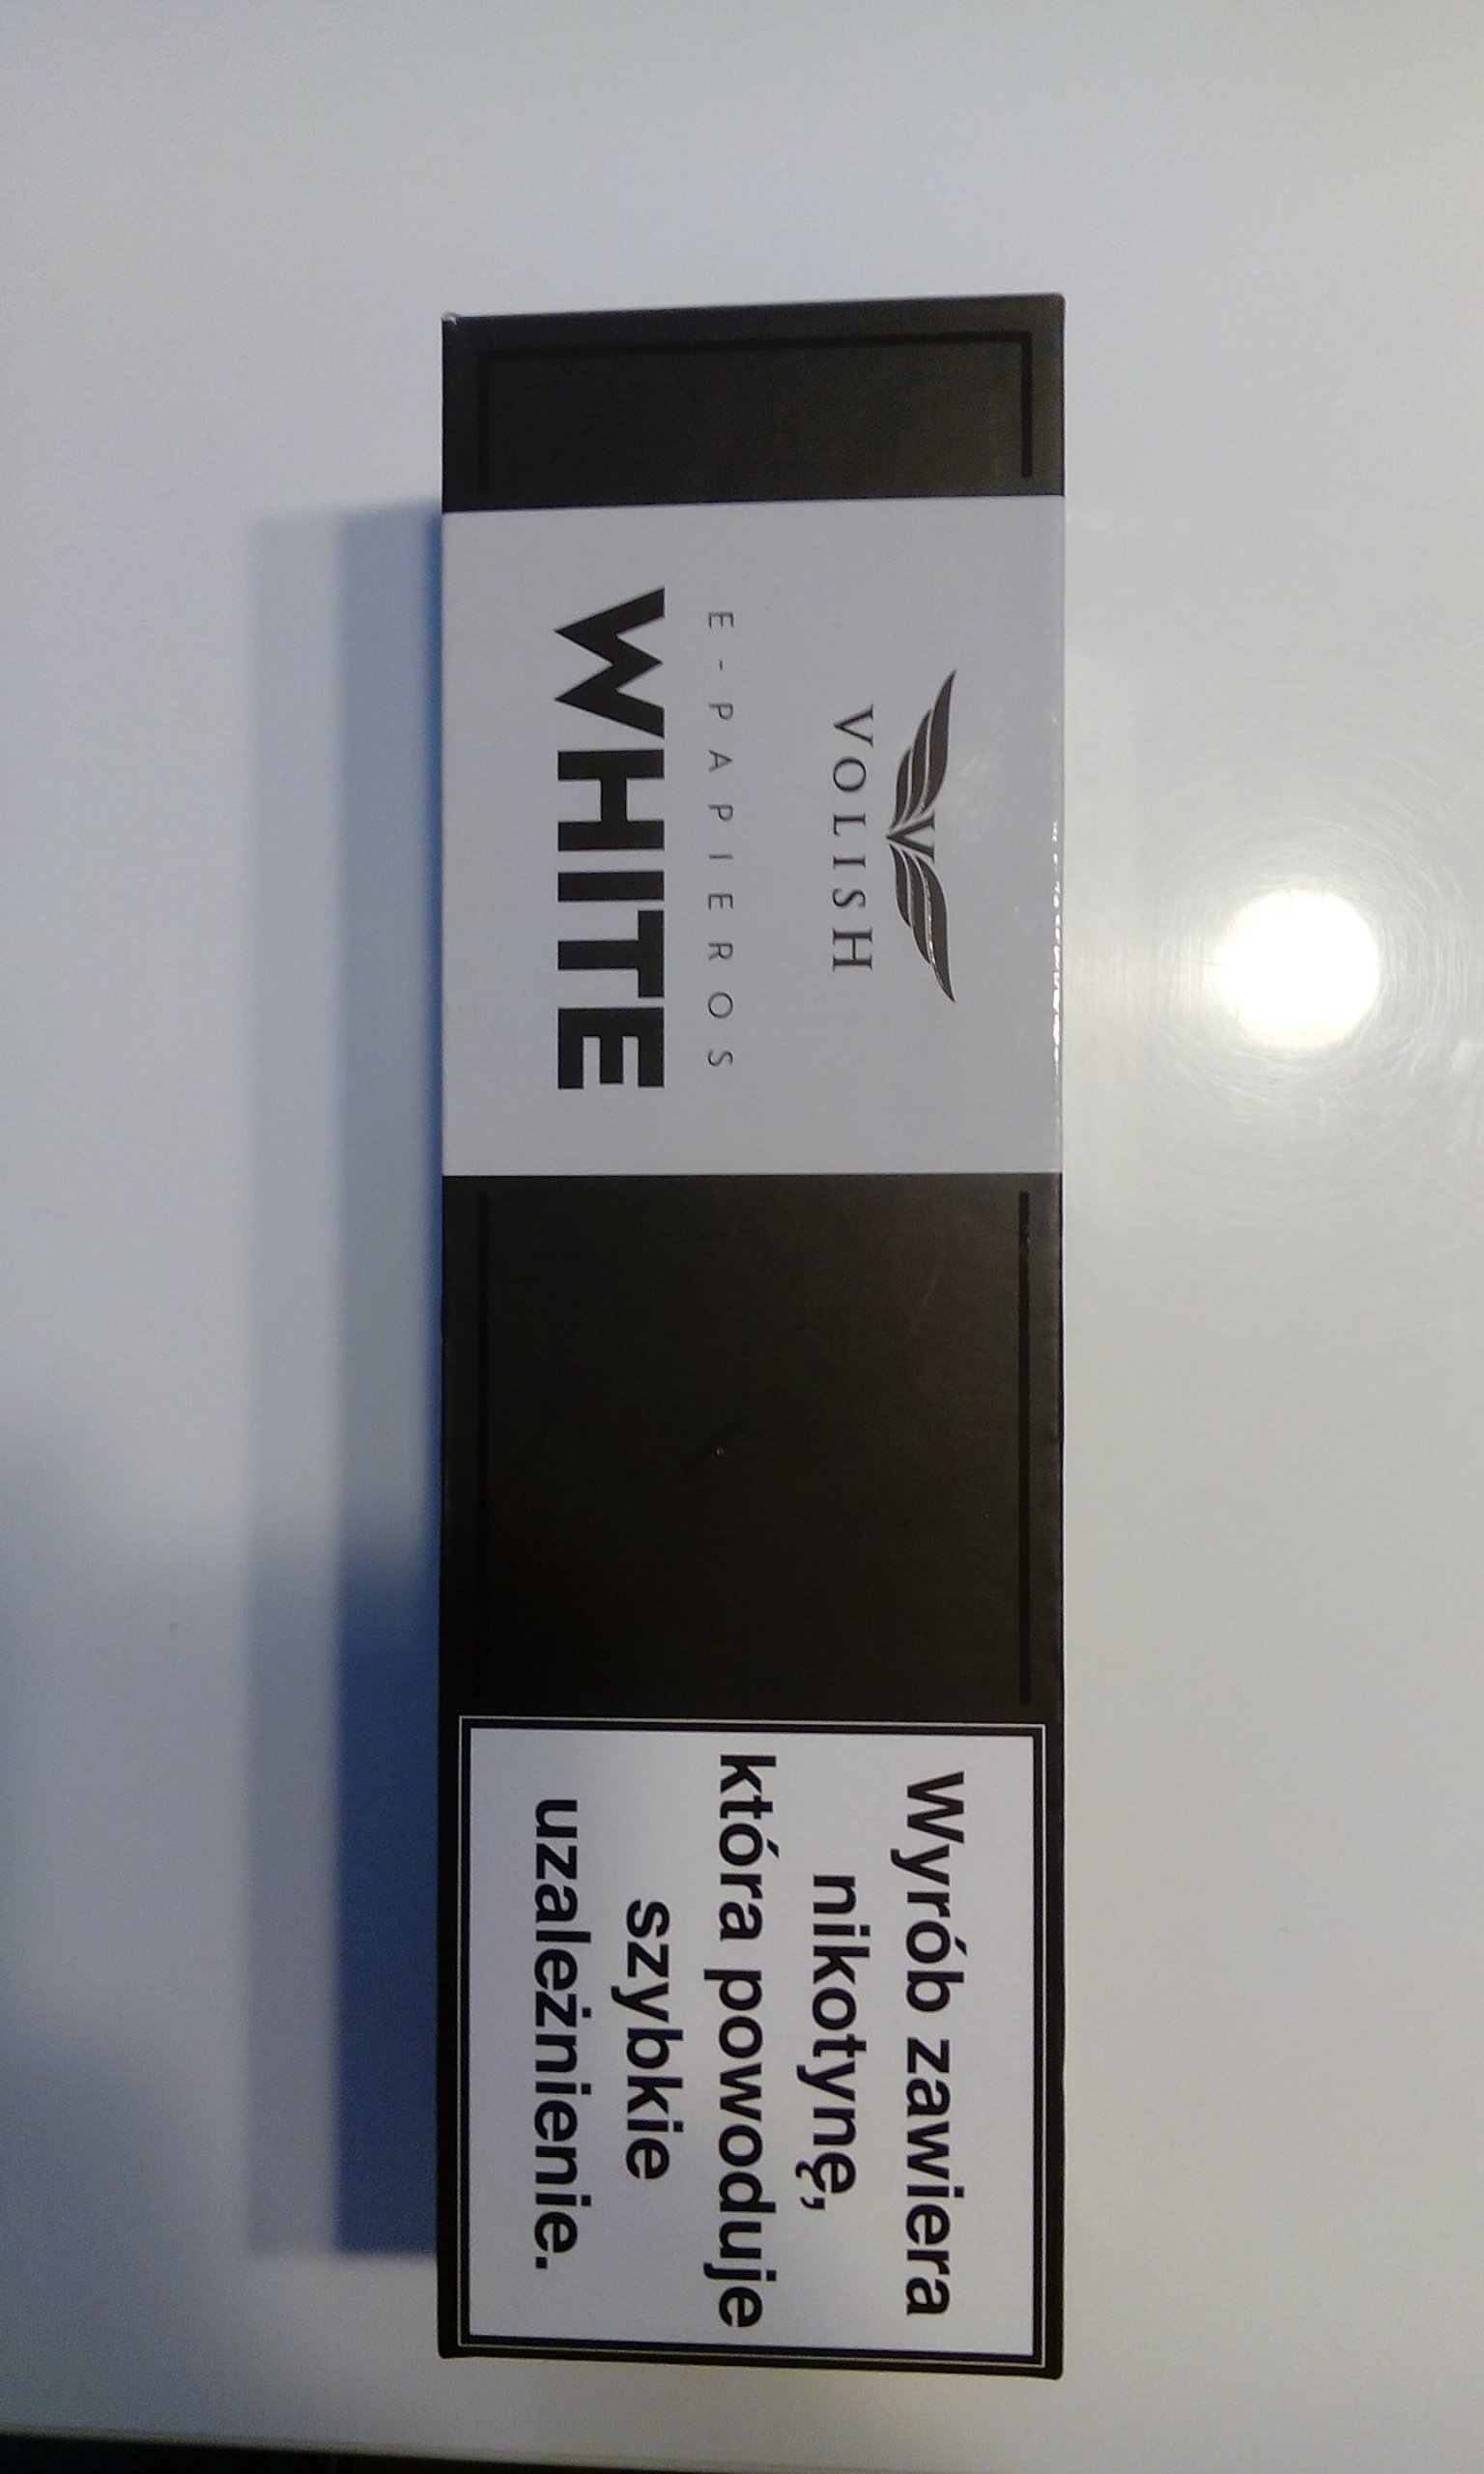 VOLISH
E-PAPIEROS
WHITE
Wyrób zawiera
nikotynę,
która powoduje
szybkie
uzależnienie.